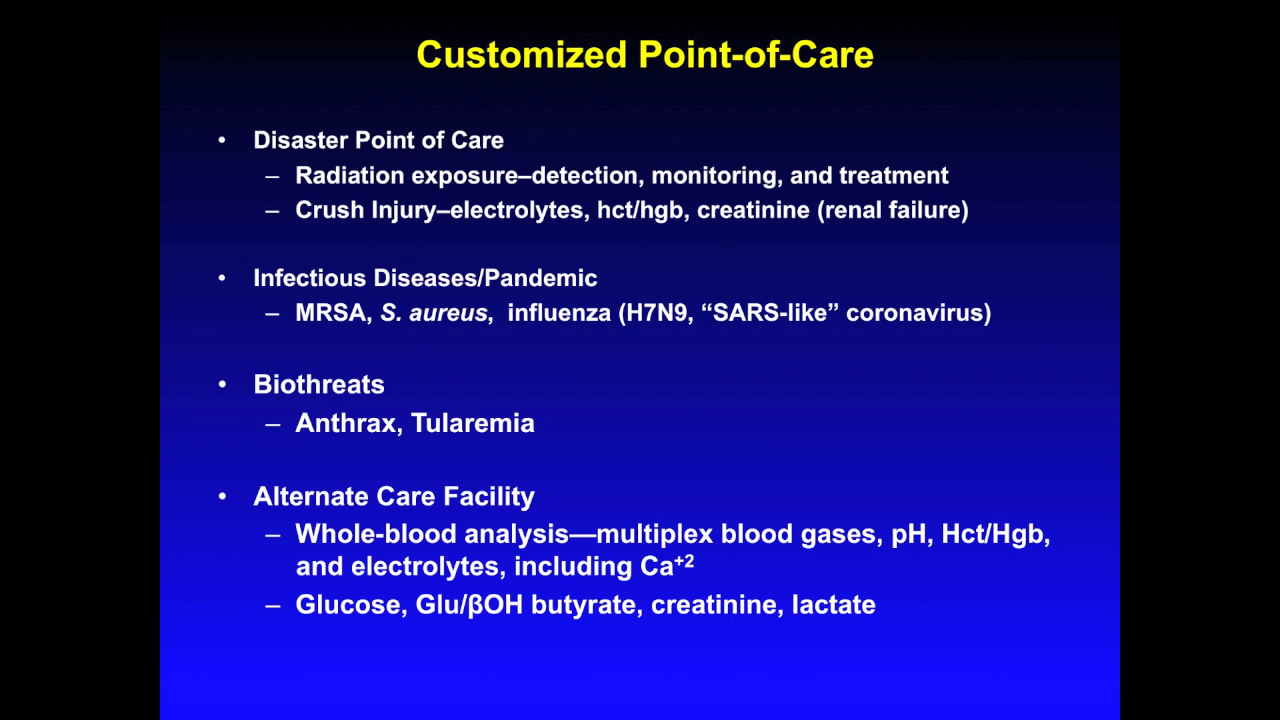 Customized Point-of-Care
• Disaster Point of Care
– Radiation exposure–detection, monitoring, and treatment
– Crush Injury–electrolytes, hct/hgb, creatinine (renal failure)
• Infectious Diseases/Pandemic
– MRSA, S. aureus, influenza (H7N9, “SARS-like” coronavirus)
• Biothreats
– Anthrax, Tularemia
• Alternate Care Facility
– Whole-blood analysis—multiplex blood gases, pH, Hct/Hgb,
and electrolytes, including Ca⁺²
– Glucose, Glu/βOH butyrate, creatinine, lactate